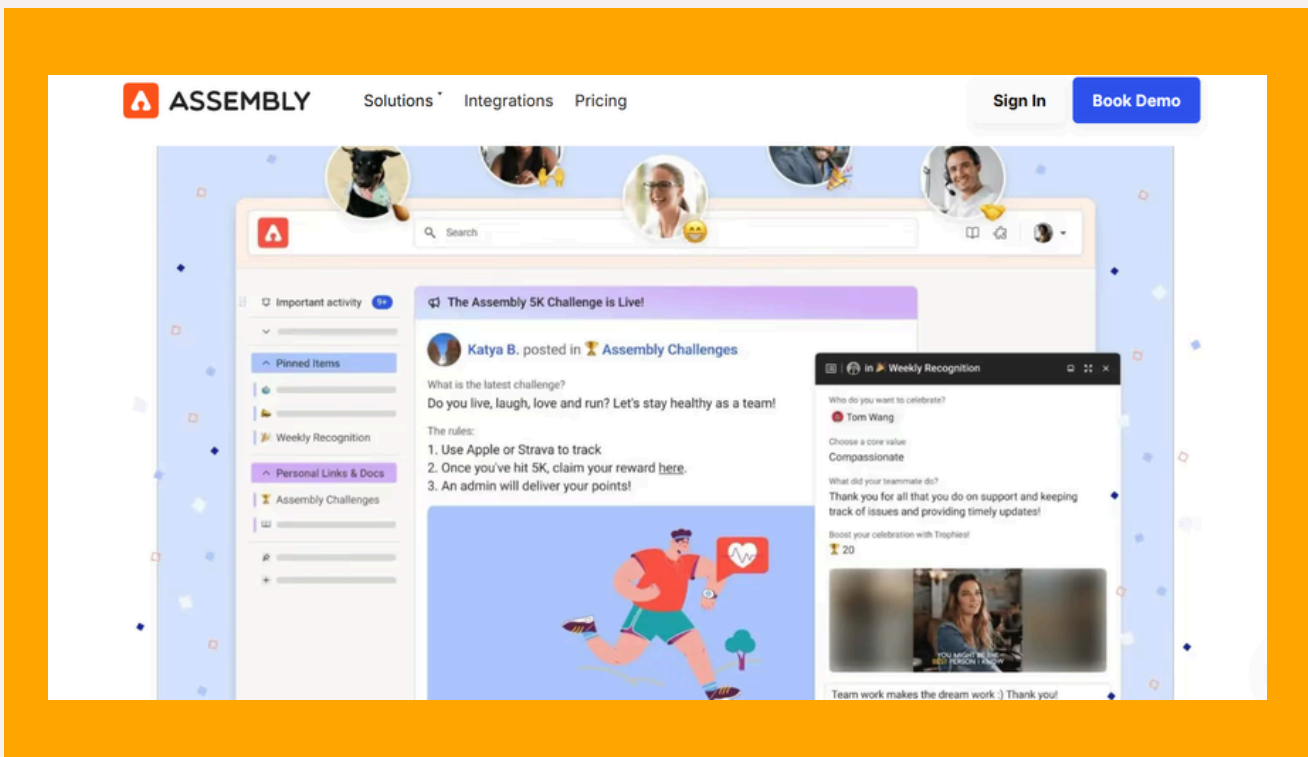 ASSEMBLY
Solutions Integrations Pricing
Sign In
Book Demo
Search
Important activity 9+
Pinned Items
Weekly Recognition
Personal Links & Docs
Assembly Challenges
The Assembly 5K Challenge is Live!
Katya B. posted in Assembly Challenges
What is the latest challenge?
Do you live, laugh, love and run? Let's stay healthy as a team!
The rules:
1. Use Apple or Strava to track
2. Once you've hit 5K, claim your reward here.
3. An admin will deliver your points!
in Weekly Recognition
Who do you want to celebrate?
Tom Wang
Choose a core value
Compassionate
What did your teammate do?
Thank you for all that you do on support and keeping
track of issues and providing timely updates!
Boost your celebration with Trophies!
20
YOU MIGHT BE THE
BEST PERSON I KNOW
Team work makes the dream work :) Thank you!